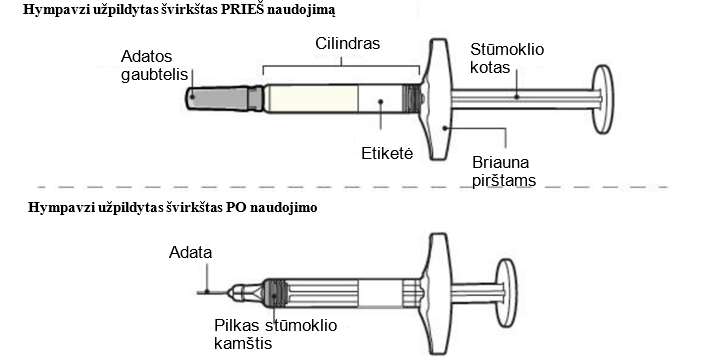 Hympavzi užpildytas švirkštas PRIEŠ naudojimą
Cilindras
Adatos
gaubtelis
Stūmoklio
kotas
Etiketė
Briauna
pirštams
Hympavzi užpildytas švirkštas PO naudojimo
Adata
Pilkas stūmoklio
kamštis